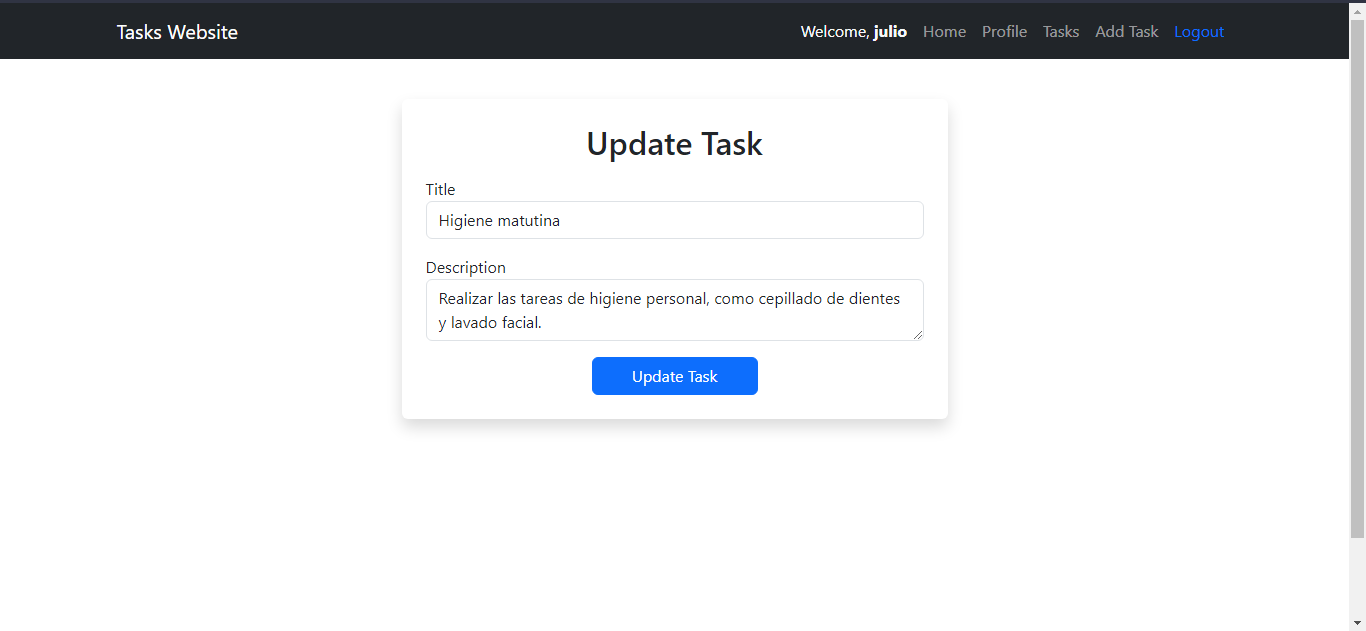 Tasks Website
Welcome, julio Home Profile Tasks Add Task Logout
Update Task
Title
Higiene matutina
Description
Realizar las tareas de higiene personal, como cepillado de dientes
y lavado facial.
Update Task